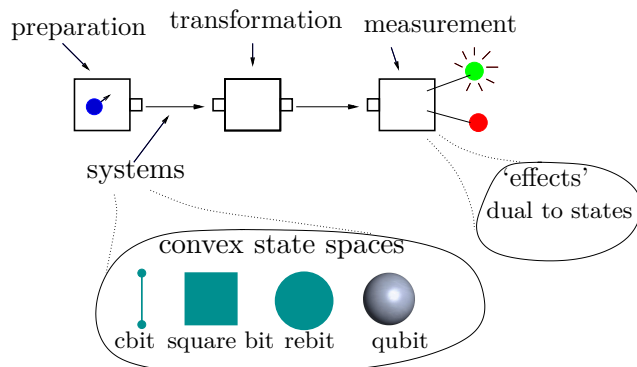 preparation
transformation
measurement
systems
‘effects’
dual to states
convex state spaces
cbit
square bit
rebit
qubit